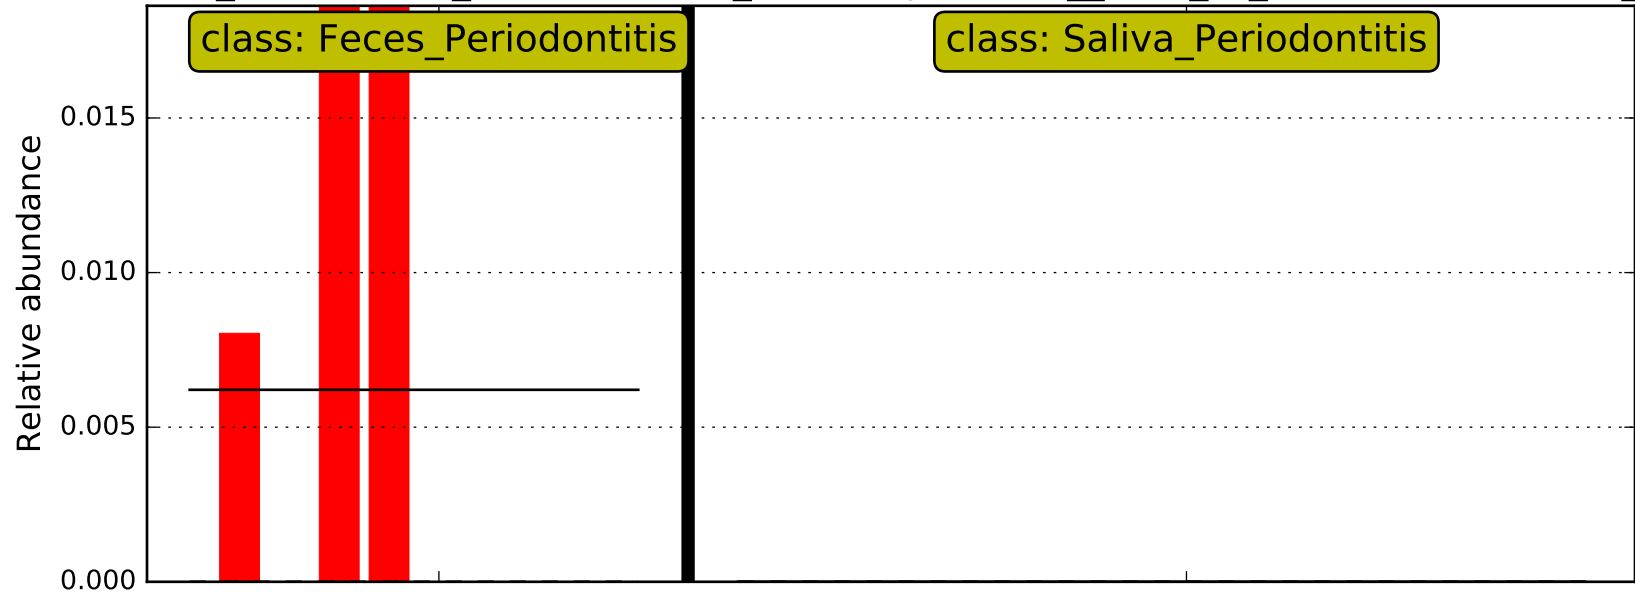 class: Feces_Periodontitis
class: Saliva_Periodontitis
Relative abundance
0.015
0.010
0.005
0.000